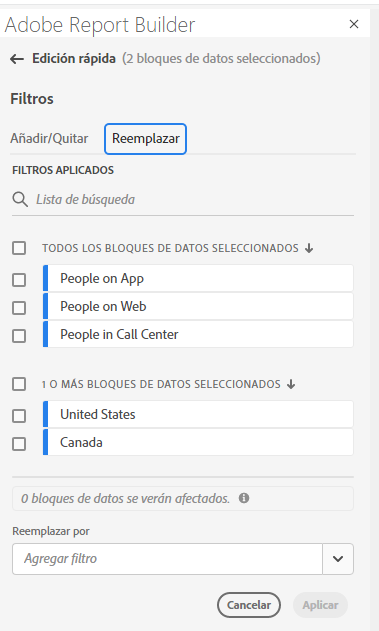 Adobe Report Builder
Edición rápida (2 bloques de datos seleccionados)
Filtros
Añadir/Quitar Reemplazar
FILTROS APLICADOS
Lista de búsqueda
TODOS LOS BLOQUES DE DATOS SELECCIONADOS
People on App
People on Web
People in Call Center
1 O MÁS BLOQUES DE DATOS SELECCIONADOS
United States
Canada
0 bloques de datos se verán afectados.
Reemplazar por
Agregar filtro
Cancelar Aplicar